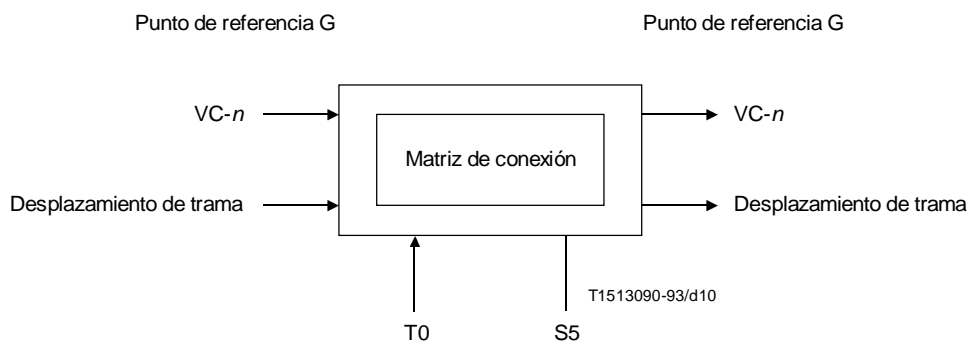 Punto de referencia G
Punto de referencia G
VC-n
VC-n
Matriz de conexión
Desplazamiento de trama
Desplazamiento de trama
T1513090-93/d10
T0
S5